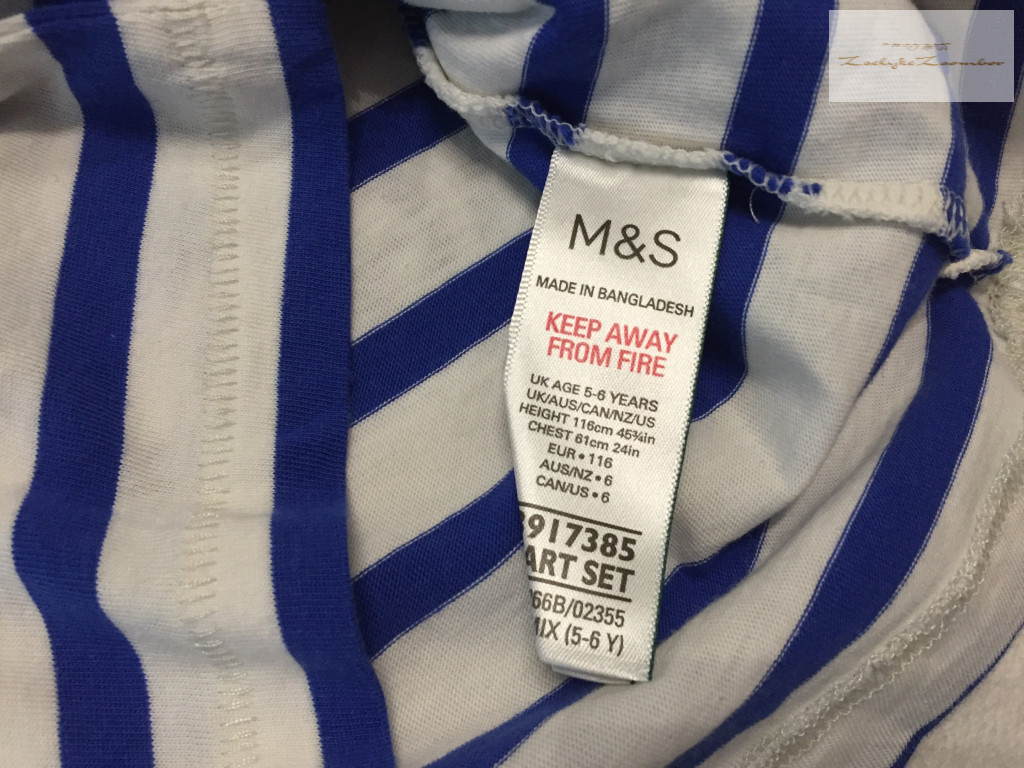 M&S
MADE IN BANGLADESH
KEEP AWAY
FROM FIRE
UK AGE 5-6 YEARS
UK/AUS/CAN/NZ/US
HEIGHT 116cm 45¾in
CHEST 61cm 24in
EUR • 116
AUS/NZ • 6
CAN/US • 6
917385
ART SET
66B/02355
(5-6 Y)